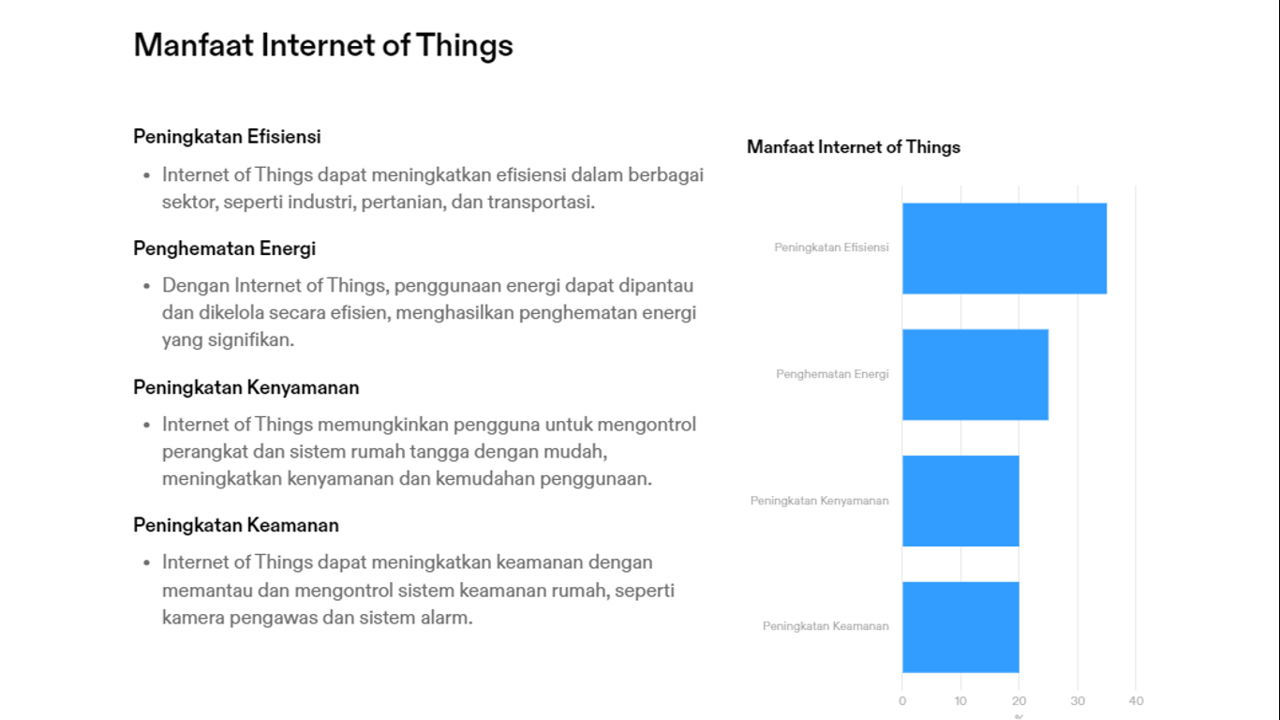 Manfaat Internet of Things
Peningkatan Efisiensi
• Internet of Things dapat meningkatkan efisiensi dalam berbagai
sektor, seperti industri, pertanian, dan transportasi.
Penghematan Energi
• Dengan Internet of Things, penggunaan energi dapat dipantau
dan dikelola secara efisien, menghasilkan penghematan energi
yang signifikan.
Peningkatan Kenyamanan
• Internet of Things memungkinkan pengguna untuk mengontrol
perangkat dan sistem rumah tangga dengan mudah,
meningkatkan kenyamanan dan kemudahan penggunaan.
Peningkatan Keamanan
• Internet of Things dapat meningkatkan keamanan dengan
memantau dan mengontrol sistem keamanan rumah, seperti
kamera pengawas dan sistem alarm.
Manfaat Internet of Things
Peningkatan Efisiensi
Penghematan Energi
Peningkatan Kenyamanan
Peningkatan Keamanan
0 10 20 30 40
%